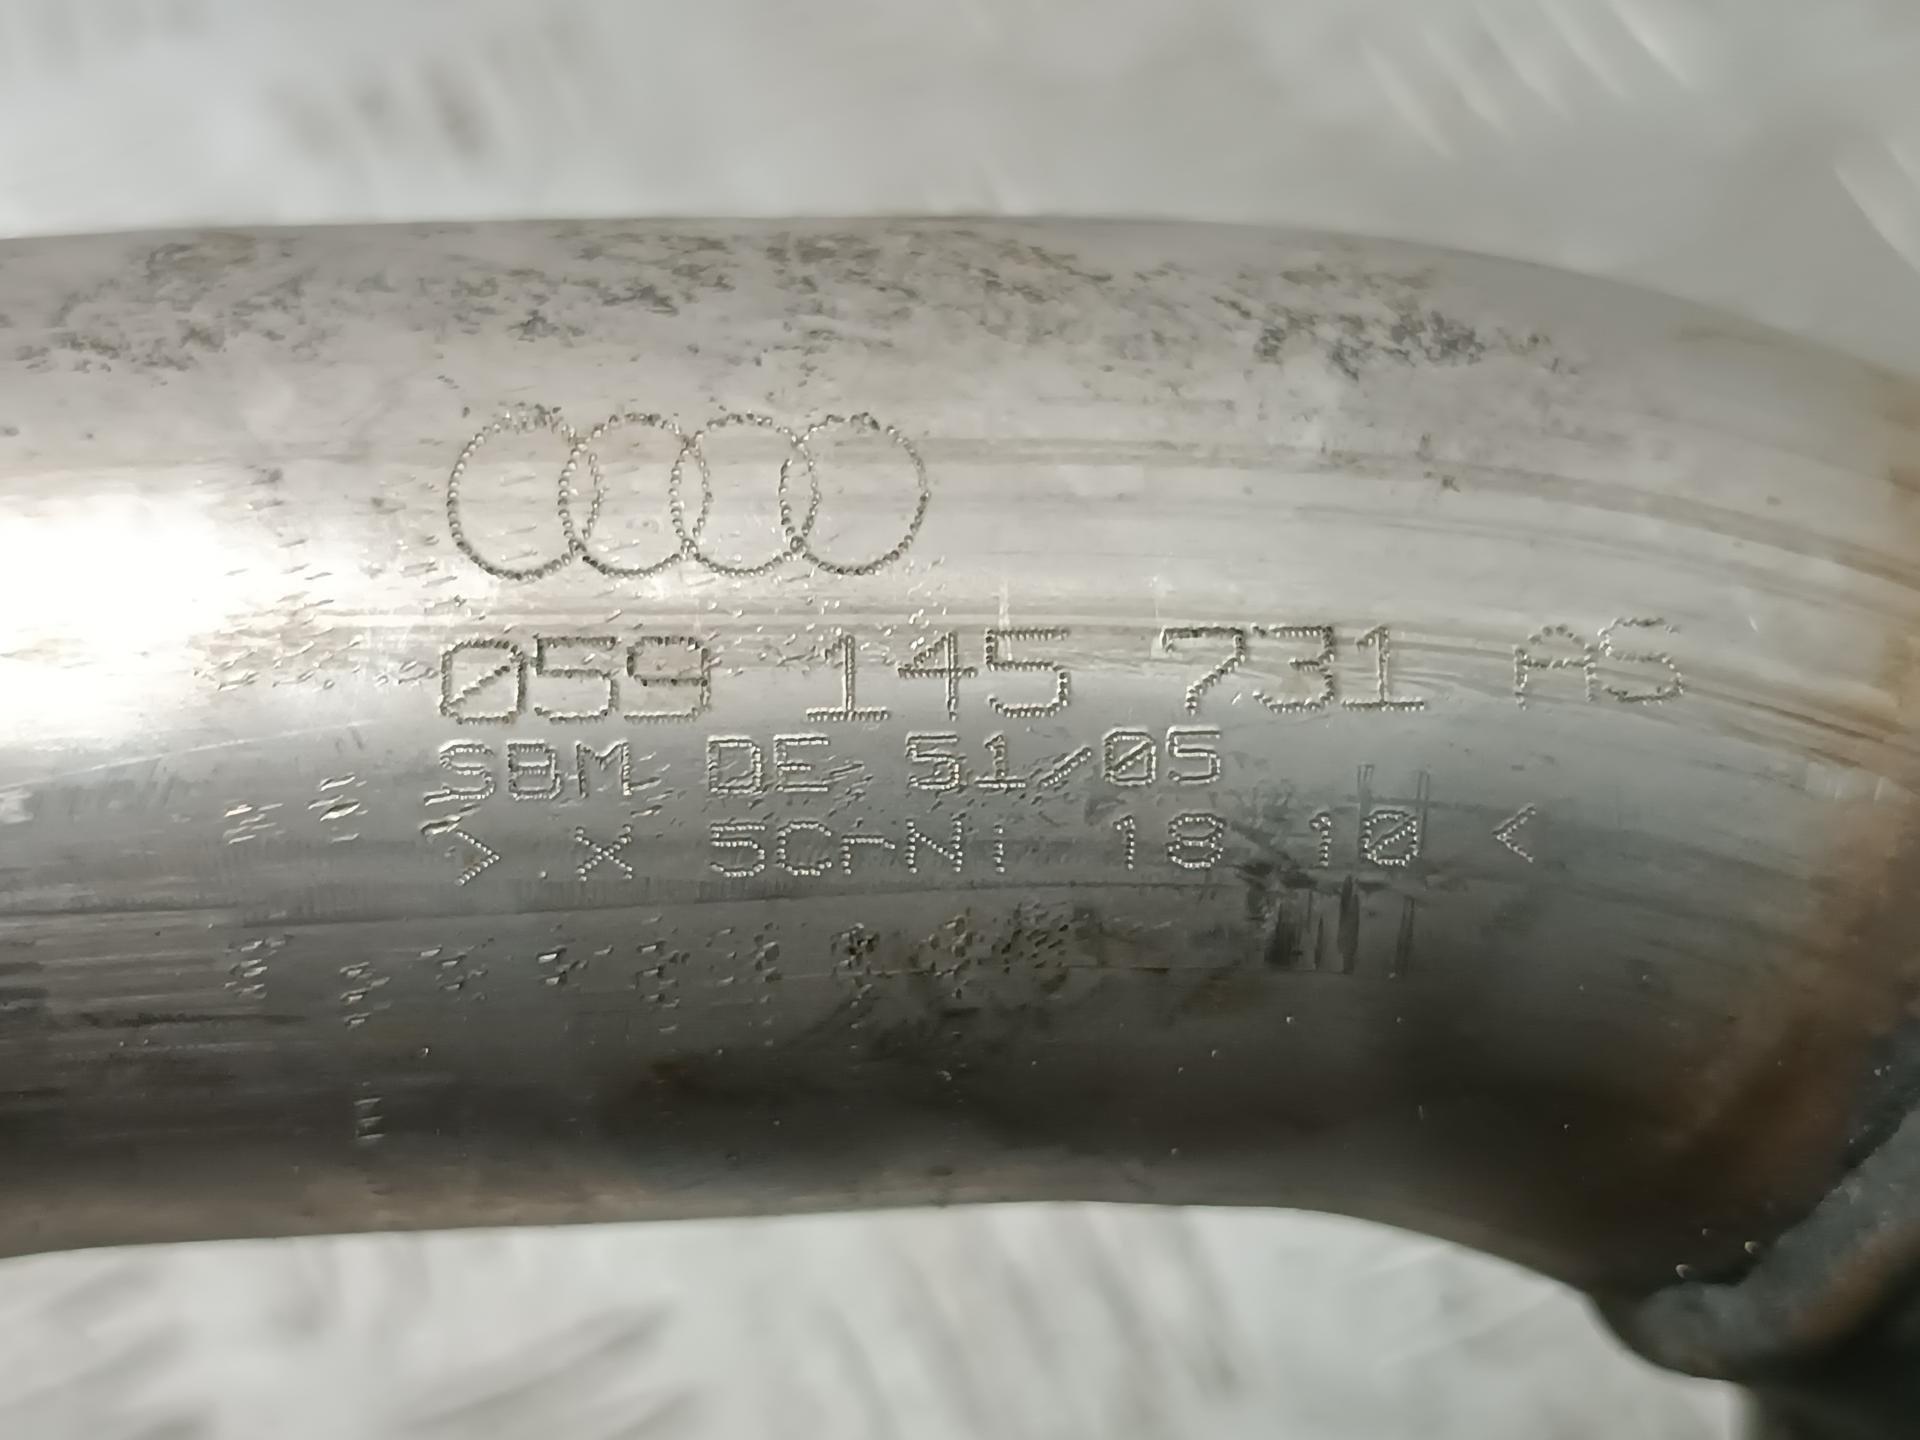 059 145 731 AS
SBM DE 51/05
> .X 5CrNi 18 10 <